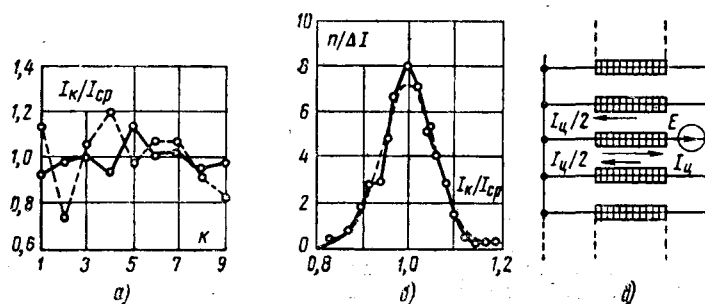 1,4
1,2
1,0
0,8
0,6
I_к/I_ср
к
1 3 5 7 9
а)
n/ΔI
8
6
4
2
0
I_к/I_ср
0,8 1,0 1,2
б)
I_ц/2
E
I_ц/2
I_ц
в)